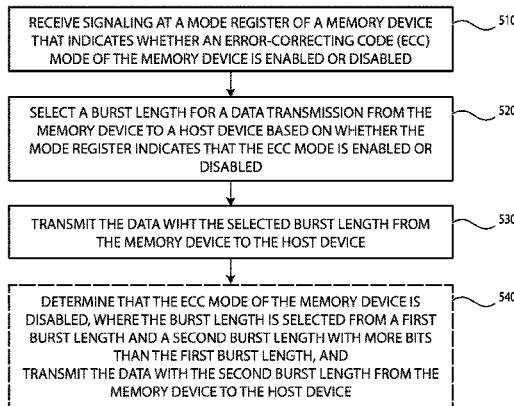 RECEIVE SIGNALING AT A MODE REGISTER OF A MEMORY DEVICE
THAT INDICATES WHETHER AN ERROR-CORRECTING CODE (ECC)
MODE OF THE MEMORY DEVICE IS ENABLED OR DISABLED
510
SELECT A BURST LENGTH FOR A DATA TRANSMISSION FROM THE
MEMORY DEVICE TO A HOST DEVICE BASED ON WHETHER THE
MODE REGISTER INDICATES THAT THE ECC MODE IS ENABLED OR
DISABLED
520
TRANSMIT THE DATA WIHT THE SELECTED BURST LENGTH FROM
THE MEMORY DEVICE TO THE HOST DEVICE
530
DETERMINE THAT THE ECC MODE OF THE MEMORY DEVICE IS
DISABLED, WHERE THE BURST LENGTH IS SELECTED FROM A FIRST
BURST LENGTH AND A SECOND BURST LENGTH WITH MORE BITS
THAN THE FIRST BURST LENGTH, AND
TRANSMIT THE DATA WITH THE SECOND BURST LENGTH FROM THE
MEMORY DEVICE TO THE HOST DEVICE
540